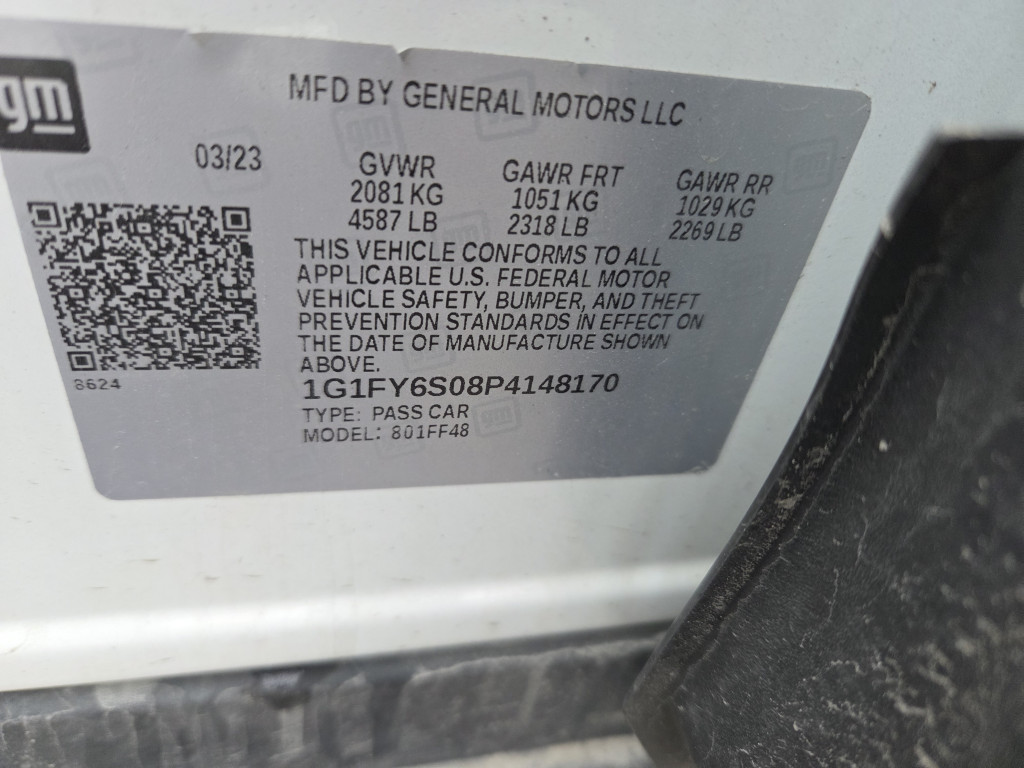 gm
MFD BY GENERAL MOTORS LLC
03/23
GVWR
2081 KG
4587 LB
GAWR FRT
1051 KG
2318 LB
GAWR RR
1029 KG
2269 LB
THIS VEHICLE CONFORMS TO ALL
APPLICABLE U.S. FEDERAL MOTOR
VEHICLE SAFETY, BUMPER, AND THEFT
PREVENTION STANDARDS IN EFFECT ON
THE DATE OF MANUFACTURE SHOWN
ABOVE.
8624
1G1FY6S08P4148170
TYPE: PASS CAR
MODEL: 801FF48